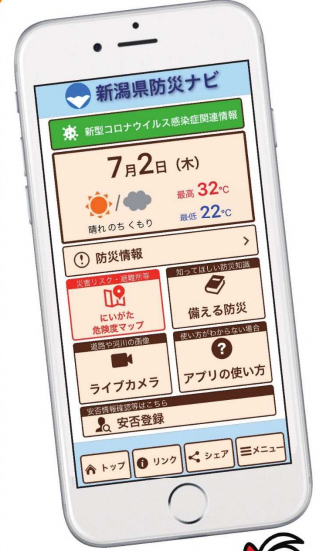 新潟県防災ナビ
新型コロナウイルス感染症関連情報
7月2日（木）
晴れ のち くもり
最高 32℃
最低 22℃
防災情報
災害リスク・避難所等
にいがた
危険度マップ
知ってほしい防災知識
備える防災
道路や河川の画像
ライブカメラ
使い方がわからない場合
アプリの使い方
安否情報確認等はこちら
安否登録
トップ
リンク
シェア
メニュー